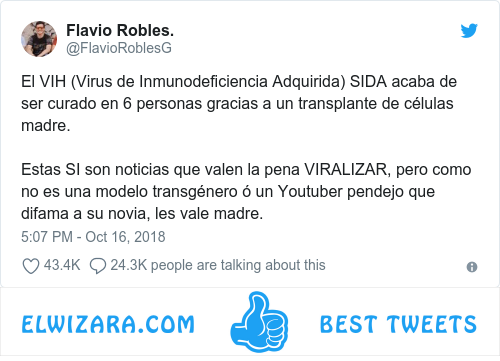 Flavio Robles.
@FlavioRoblesG
El VIH (Virus de Inmunodeficiencia Adquirida) SIDA acaba de
ser curado en 6 personas gracias a un transplante de células
madre.
Estas SI son noticias que valen la pena VIRALIZAR, pero como
no es una modelo transgénero ó un Youtuber pendejo que
difama a su novia, les vale madre.
5:07 PM - Oct 16, 2018
43.4K 24.3K people are talking about this
ELWIZARA.COM BEST TWEETS